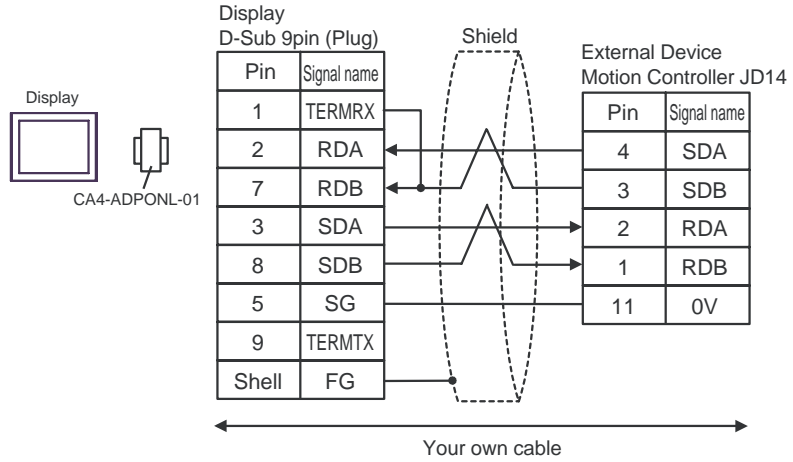 Display
D-Sub 9pin (Plug)
Shield
External Device
Motion Controller JD14
Display
CA4-ADPONL-01
Pin Signal name
1 TERMRX
2 RDA
7 RDB
3 SDA
8 SDB
5 SG
9 TERMTX
Shell FG
Pin Signal name
4 SDA
3 SDB
2 RDA
1 RDB
11 0V
Your own cable